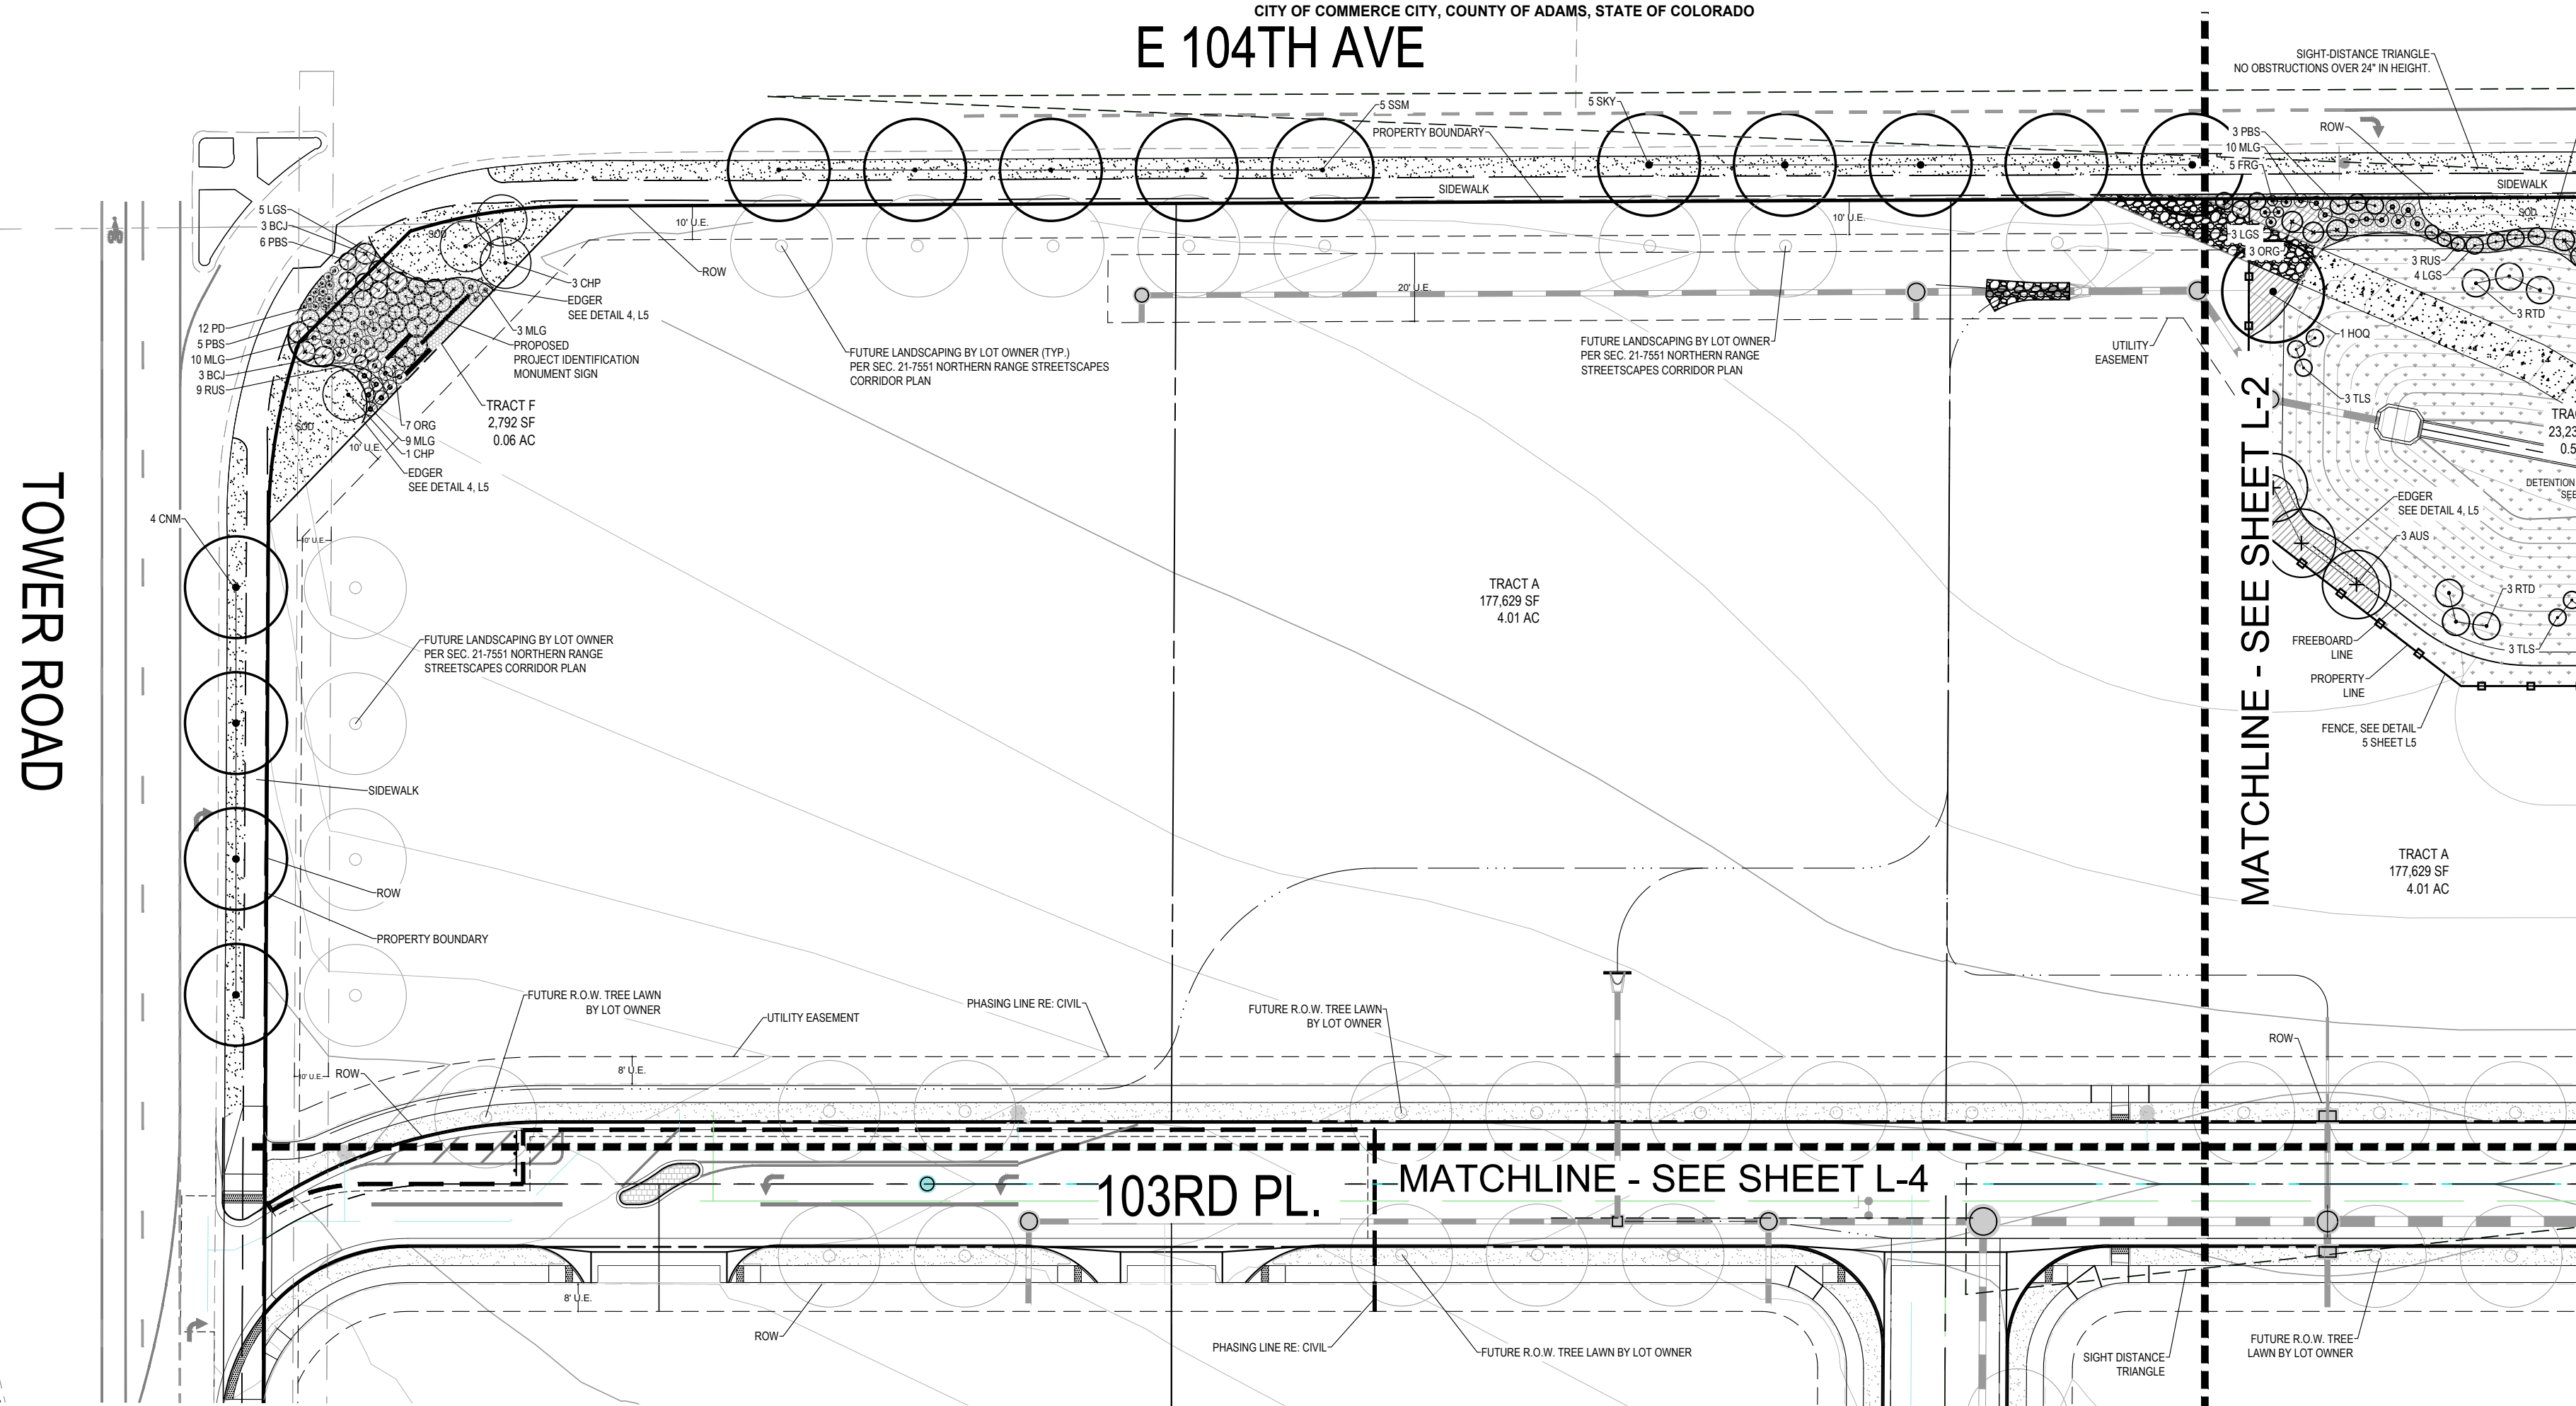 CITY OF COMMERCE CITY, COUNTY OF ADAMS, STATE OF COLORADO
E 104TH AVE
SIGHT-DISTANCE TRIANGLE
NO OBSTRUCTIONS OVER 24" IN HEIGHT.
5 SSM
5 SKY
PROPERTY BOUNDARY
3 PBS
10 MLG
5 FRG
ROW
SIDEWALK
SIDEWALK
SOD
5 LGS
3 BCJ
6 PBS
SOD
10' U.E.
ROW
10' U.E.
20' U.E.
3 LGS
3 ORG
3 RUS
4 LGS
3 RTD
1 HOQ
3 TLS
3 CHP
EDGER
SEE DETAIL 4, L5
3 MLG
PROPOSED
PROJECT IDENTIFICATION
MONUMENT SIGN
12 PD
5 PBS
10 MLG
3 BCJ
9 RUS
FUTURE LANDSCAPING BY LOT OWNER (TYP.)
PER SEC. 21-7551 NORTHERN RANGE STREETSCAPES
CORRIDOR PLAN
FUTURE LANDSCAPING BY LOT OWNER
PER SEC. 21-7551 NORTHERN RANGE
STREETSCAPES CORRIDOR PLAN
UTILITY
EASEMENT
TRACT F
2,792 SF
0.06 AC
SOD
10' U.E.
7 ORG
9 MLG
1 CHP
EDGER
SEE DETAIL 4, L5
TRA
23,23
0.5
DETENTION
SEE
MATCHLINE - SEE SHEET L-2
TOWER ROAD
4 CNM
10' U.E.
EDGER
SEE DETAIL 4, L5
3 AUS
3 RTD
3 TLS
FREEBOARD
LINE
PROPERTY
LINE
FENCE, SEE DETAIL
5 SHEET L5
TRACT A
177,629 SF
4.01 AC
FUTURE LANDSCAPING BY LOT OWNER
PER SEC. 21-7551 NORTHERN RANGE
STREETSCAPES CORRIDOR PLAN
SIDEWALK
ROW
PROPERTY BOUNDARY
TRACT A
177,629 SF
4.01 AC
FUTURE R.O.W. TREE LAWN
BY LOT OWNER
UTILITY EASEMENT
PHASING LINE RE: CIVIL
FUTURE R.O.W. TREE LAWN
BY LOT OWNER
ROW
10' U.E.
ROW
8' U.E.
103RD PL.
MATCHLINE - SEE SHEET L-4
8' U.E.
ROW
PHASING LINE RE: CIVIL
FUTURE R.O.W. TREE LAWN BY LOT OWNER
SIGHT DISTANCE
TRIANGLE
FUTURE R.O.W. TREE
LAWN BY LOT OWNER